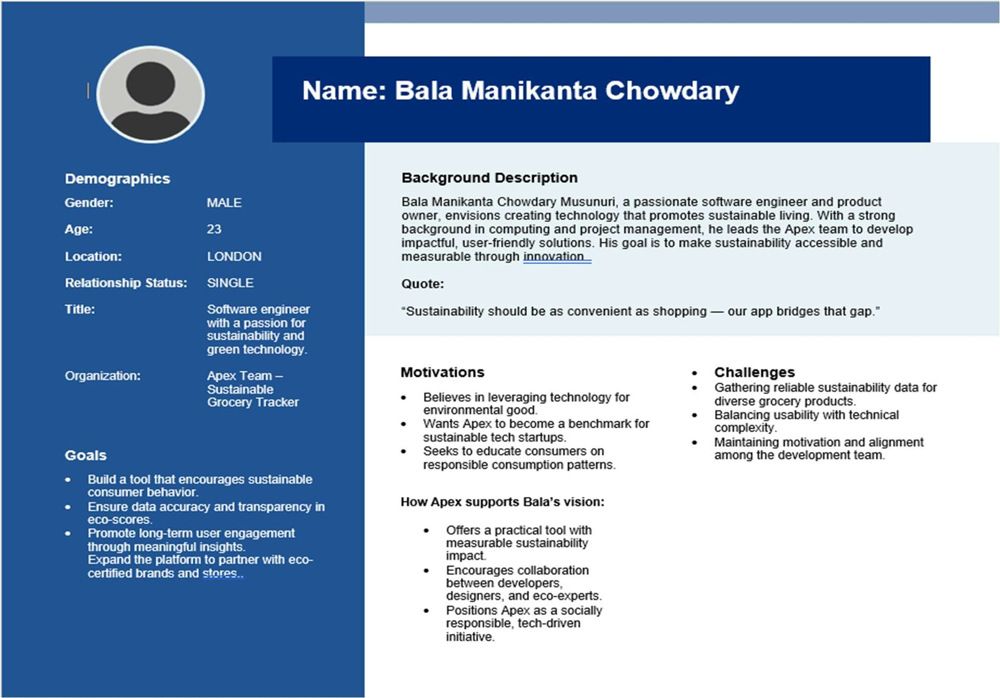 Name: Bala Manikanta Chowdary
Demographics
Gender: MALE
Age: 23
Location: LONDON
Relationship Status: SINGLE
Title: Software engineer
with a passion for
sustainability and
green technology.
Organization: Apex Team –
Sustainable
Grocery Tracker
Goals
• Build a tool that encourages sustainable
consumer behavior.
• Ensure data accuracy and transparency in
eco-scores.
• Promote long-term user engagement
through meaningful insights.
Expand the platform to partner with eco-
certified brands and stores..
Background Description
Bala Manikanta Chowdary Musunuri, a passionate software engineer and product
owner, envisions creating technology that promotes sustainable living. With a strong
background in computing and project management, he leads the Apex team to develop
impactful, user-friendly solutions. His goal is to make sustainability accessible and
measurable through innovation
Quote:
“Sustainability should be as convenient as shopping — our app bridges that gap.”
Motivations
• Believes in leveraging technology for
environmental good.
• Wants Apex to become a benchmark for
sustainable tech startups.
• Seeks to educate consumers on
responsible consumption patterns.
• Challenges
• Gathering reliable sustainability data for
diverse grocery products.
• Balancing usability with technical
complexity.
• Maintaining motivation and alignment
among the development team.
How Apex supports Bala’s vision:
• Offers a practical tool with
measurable sustainability
impact.
• Encourages collaboration
between developers,
designers, and eco-experts.
• Positions Apex as a socially
responsible, tech-driven
initiative.